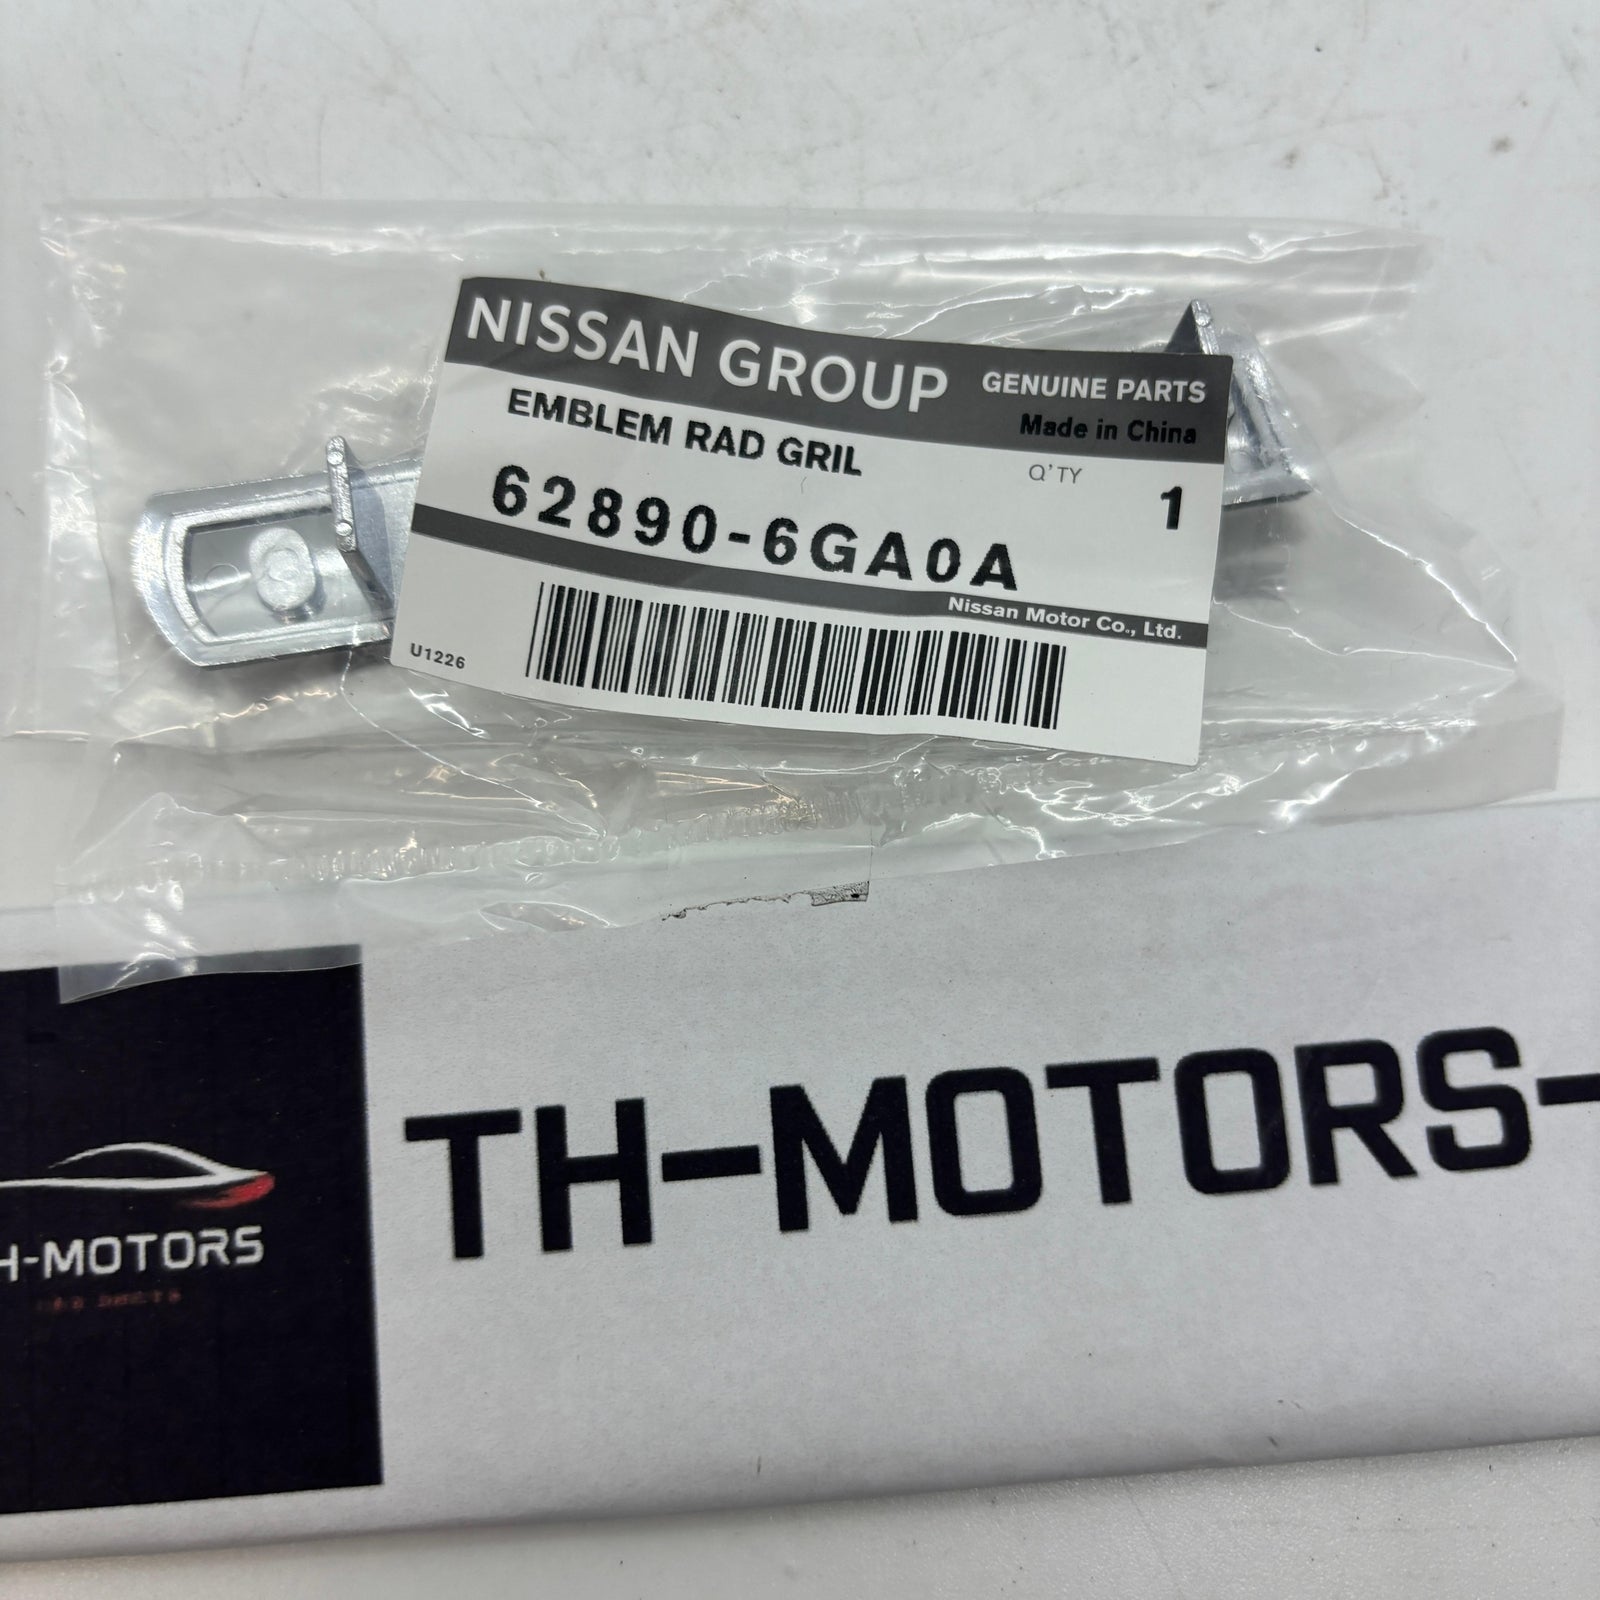 NISSAN GROUP GENUINE PARTS
Made in China
EMBLEM RAD GRIL
Q'TY 1
62890-6GA0A
Nissan Motor Co., Ltd.
U1226
TH-MOTORS-
H-MOTORS